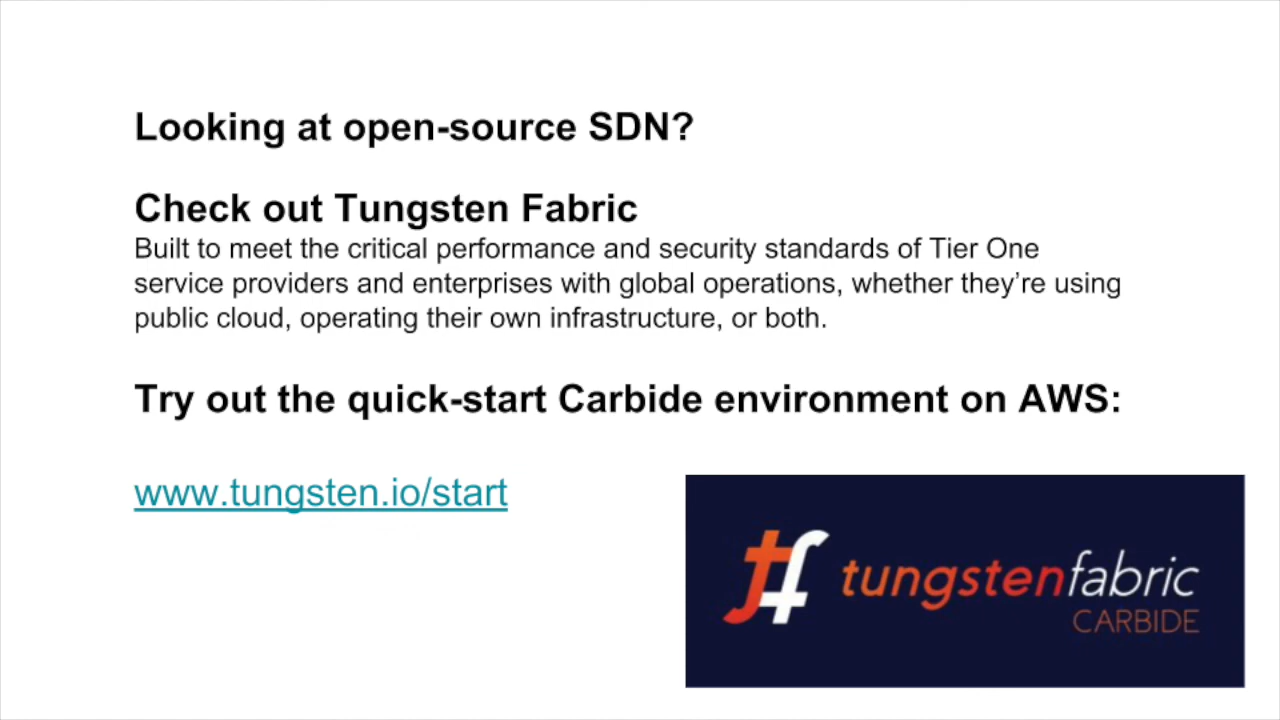 Looking at open-source SDN?
Check out Tungsten Fabric
Built to meet the critical performance and security standards of Tier One
service providers and enterprises with global operations, whether they’re using
public cloud, operating their own infrastructure, or both.
Try out the quick-start Carbide environment on AWS:
www.tungsten.io/start
tf tungstenfabric
CARBIDE